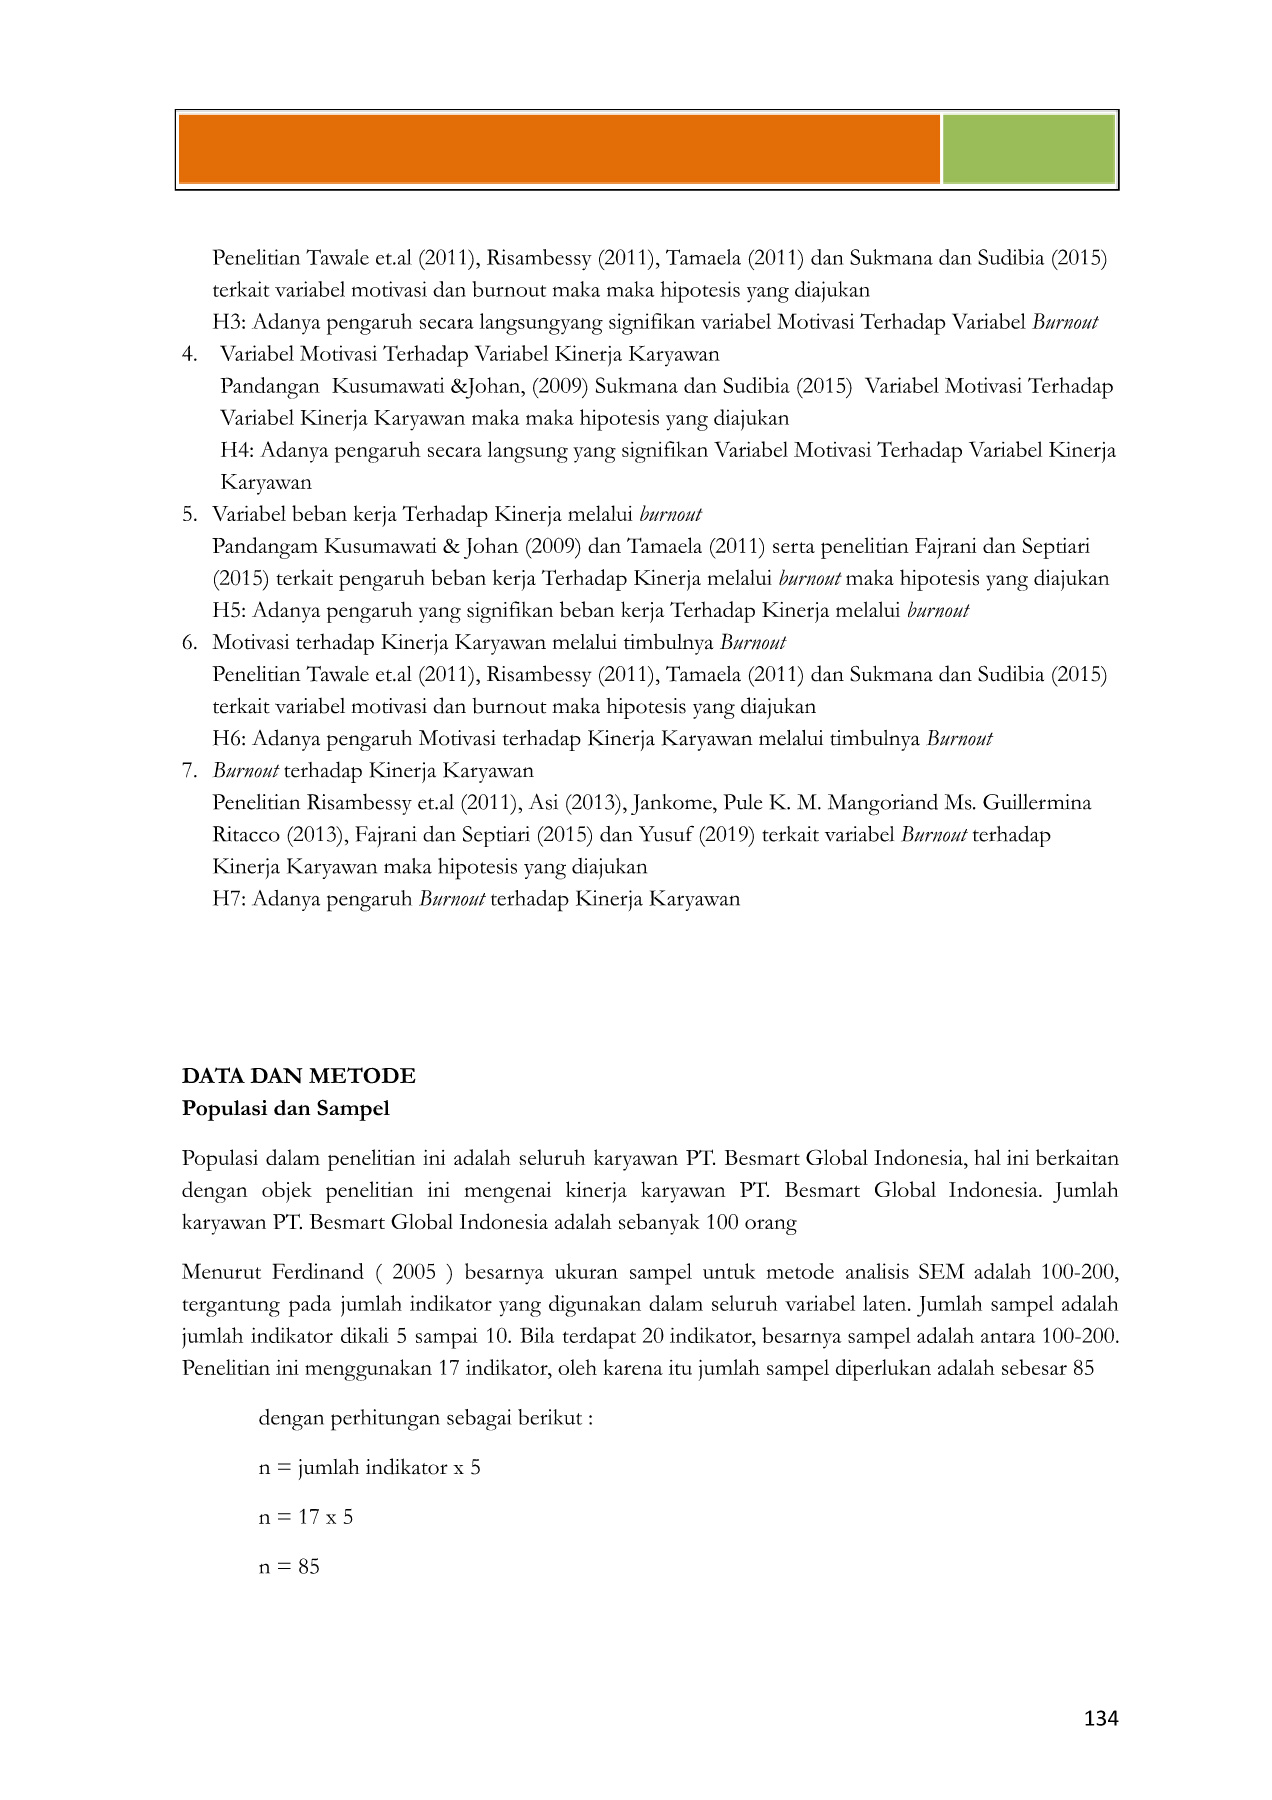 Penelitian Tawale et.al (2011), Risambessy (2011), Tamaela (2011) dan Sukmana dan Sudibia (2015)
terkait variabel motivasi dan burnout maka maka hipotesis yang diajukan
H3: Adanya pengaruh secara langsungyang signifikan variabel Motivasi Terhadap Variabel Burnout
4. Variabel Motivasi Terhadap Variabel Kinerja Karyawan
Pandangan Kusumawati &Johan, (2009) Sukmana dan Sudibia (2015) Variabel Motivasi Terhadap
Variabel Kinerja Karyawan maka maka hipotesis yang diajukan
H4: Adanya pengaruh secara langsung yang signifikan Variabel Motivasi Terhadap Variabel Kinerja
Karyawan
5. Variabel beban kerja Terhadap Kinerja melalui burnout
Pandangam Kusumawati & Johan (2009) dan Tamaela (2011) serta penelitian Fajrani dan Septiari
(2015) terkait pengaruh beban kerja Terhadap Kinerja melalui burnout maka hipotesis yang diajukan
H5: Adanya pengaruh yang signifikan beban kerja Terhadap Kinerja melalui burnout
6. Motivasi terhadap Kinerja Karyawan melalui timbulnya Burnout
Penelitian Tawale et.al (2011), Risambessy (2011), Tamaela (2011) dan Sukmana dan Sudibia (2015)
terkait variabel motivasi dan burnout maka hipotesis yang diajukan
H6: Adanya pengaruh Motivasi terhadap Kinerja Karyawan melalui timbulnya Burnout
7. Burnout terhadap Kinerja Karyawan
Penelitian Risambessy et.al (2011), Asi (2013), Jankome, Pule K. M. Mangoriand Ms. Guillermina
Ritacco (2013), Fajrani dan Septiari (2015) dan Yusuf (2019) terkait variabel Burnout terhadap
Kinerja Karyawan maka hipotesis yang diajukan
H7: Adanya pengaruh Burnout terhadap Kinerja Karyawan
DATA DAN METODE
Populasi dan Sampel
Populasi dalam penelitian ini adalah seluruh karyawan PT. Besmart Global Indonesia, hal ini berkaitan
dengan objek penelitian ini mengenai kinerja karyawan PT. Besmart Global Indonesia. Jumlah
karyawan PT. Besmart Global Indonesia adalah sebanyak 100 orang
Menurut Ferdinand ( 2005 ) besarnya ukuran sampel untuk metode analisis SEM adalah 100-200,
tergantung pada jumlah indikator yang digunakan dalam seluruh variabel laten. Jumlah sampel adalah
jumlah indikator dikali 5 sampai 10. Bila terdapat 20 indikator, besarnya sampel adalah antara 100-200.
Penelitian ini menggunakan 17 indikator, oleh karena itu jumlah sampel diperlukan adalah sebesar 85
dengan perhitungan sebagai berikut :
n = jumlah indikator x 5
n = 17 x 5
n = 85
134